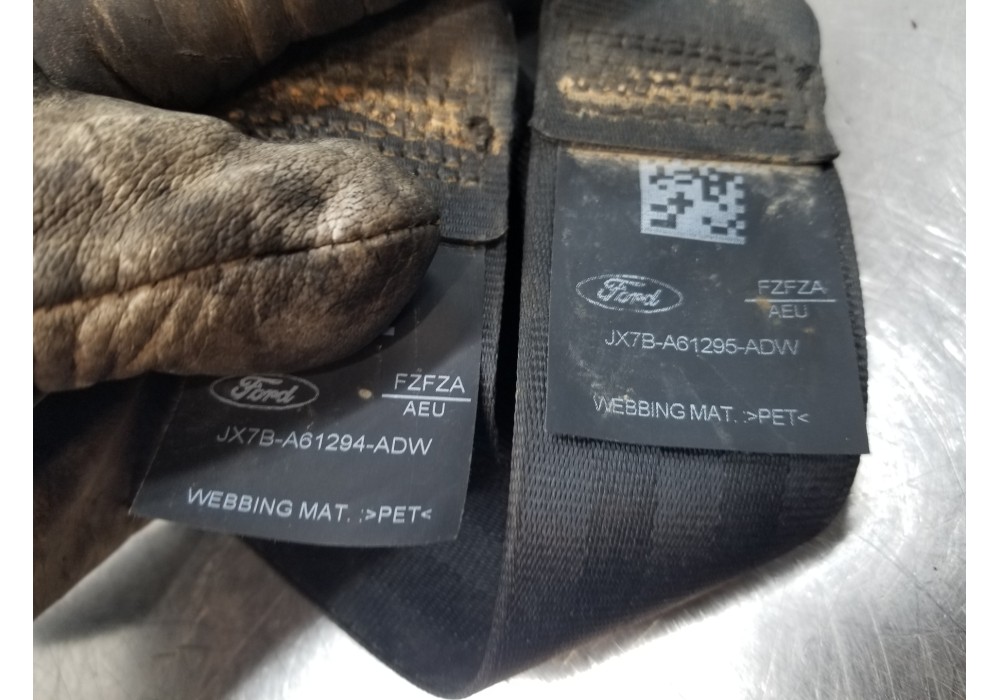 Ford
FZFZA
AEU
JX7B-A61294-ADW
WEBBING MAT. :>PET<
Ford
FZFZA
AEU
JX7B-A61295-ADW
WEBBING MAT. :>PET<